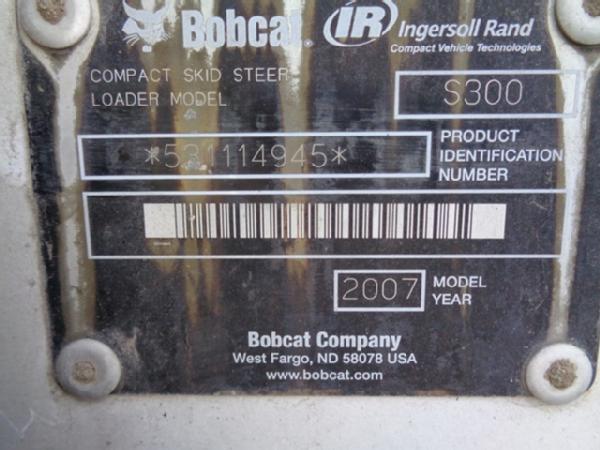 Bobcat. IR Ingersoll Rand
Compact Vehicle Technologies
COMPACT SKID STEER
LOADER MODEL
S300
*531114945*
PRODUCT
IDENTIFICATION
NUMBER
2007
MODEL
YEAR
Bobcat Company
West Fargo, ND 58078 USA
www.bobcat.com